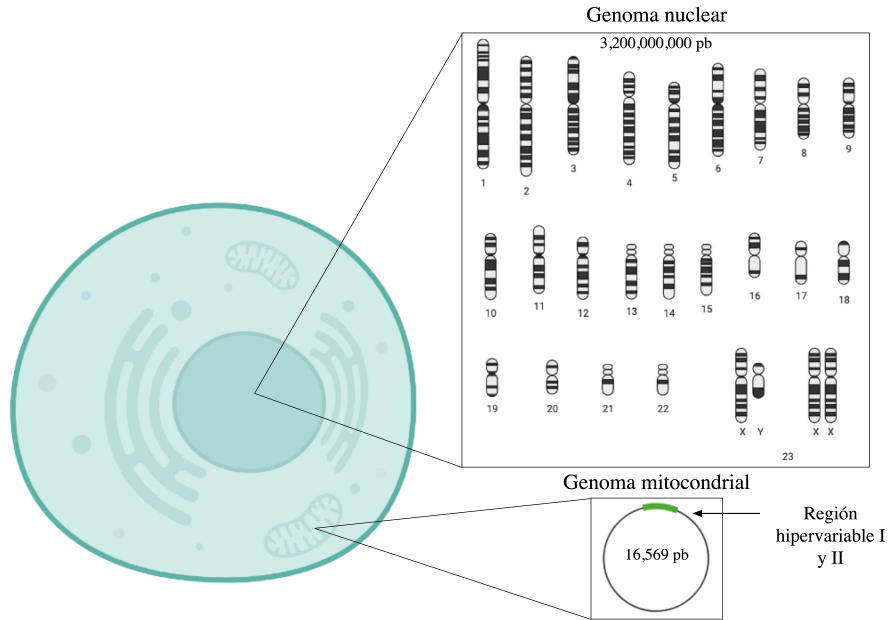 Genoma nuclear
3,200,000,000 pb
1
2
3
4
5
6
7
8
9
10
11
12
13
14
15
16
17
18
19
20
21
22
X Y
X X
23
Genoma mitocondrial
16,569 pb
Región
hipervariable I
y II